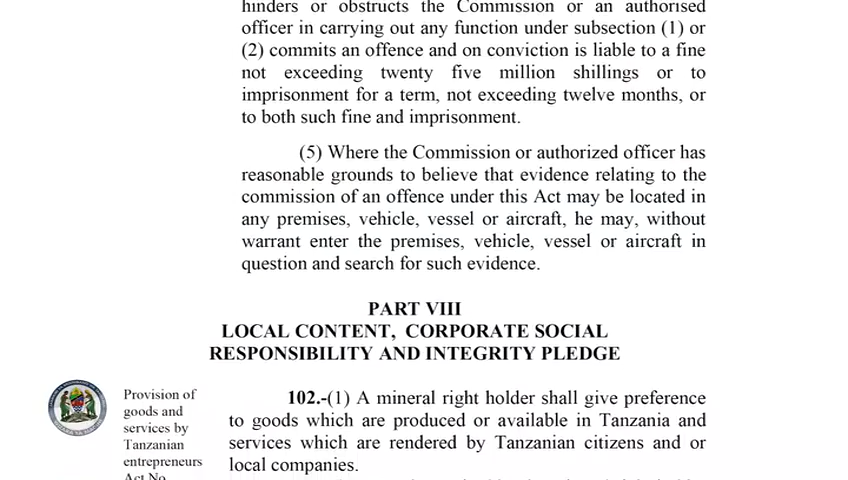 hinders or obstructs the Commission or an authorised
officer in carrying out any function under subsection (1) or
(2) commits an offence and on conviction is liable to a fine
not exceeding twenty five million shillings or to
imprisonment for a term, not exceeding twelve months, or
to both such fine and imprisonment.
(5) Where the Commission or authorized officer has
reasonable grounds to believe that evidence relating to the
commission of an offence under this Act may be located in
any premises, vehicle, vessel or aircraft, he may, without
warrant enter the premises, vehicle, vessel or aircraft in
question and search for such evidence.
PART VIII
LOCAL CONTENT, CORPORATE SOCIAL
RESPONSIBILITY AND INTEGRITY PLEDGE
Provision of
goods and
services by
Tanzanian
entrepreneurs
Act No.
102.-(1) A mineral right holder shall give preference
to goods which are produced or available in Tanzania and
services which are rendered by Tanzanian citizens and or
local companies.